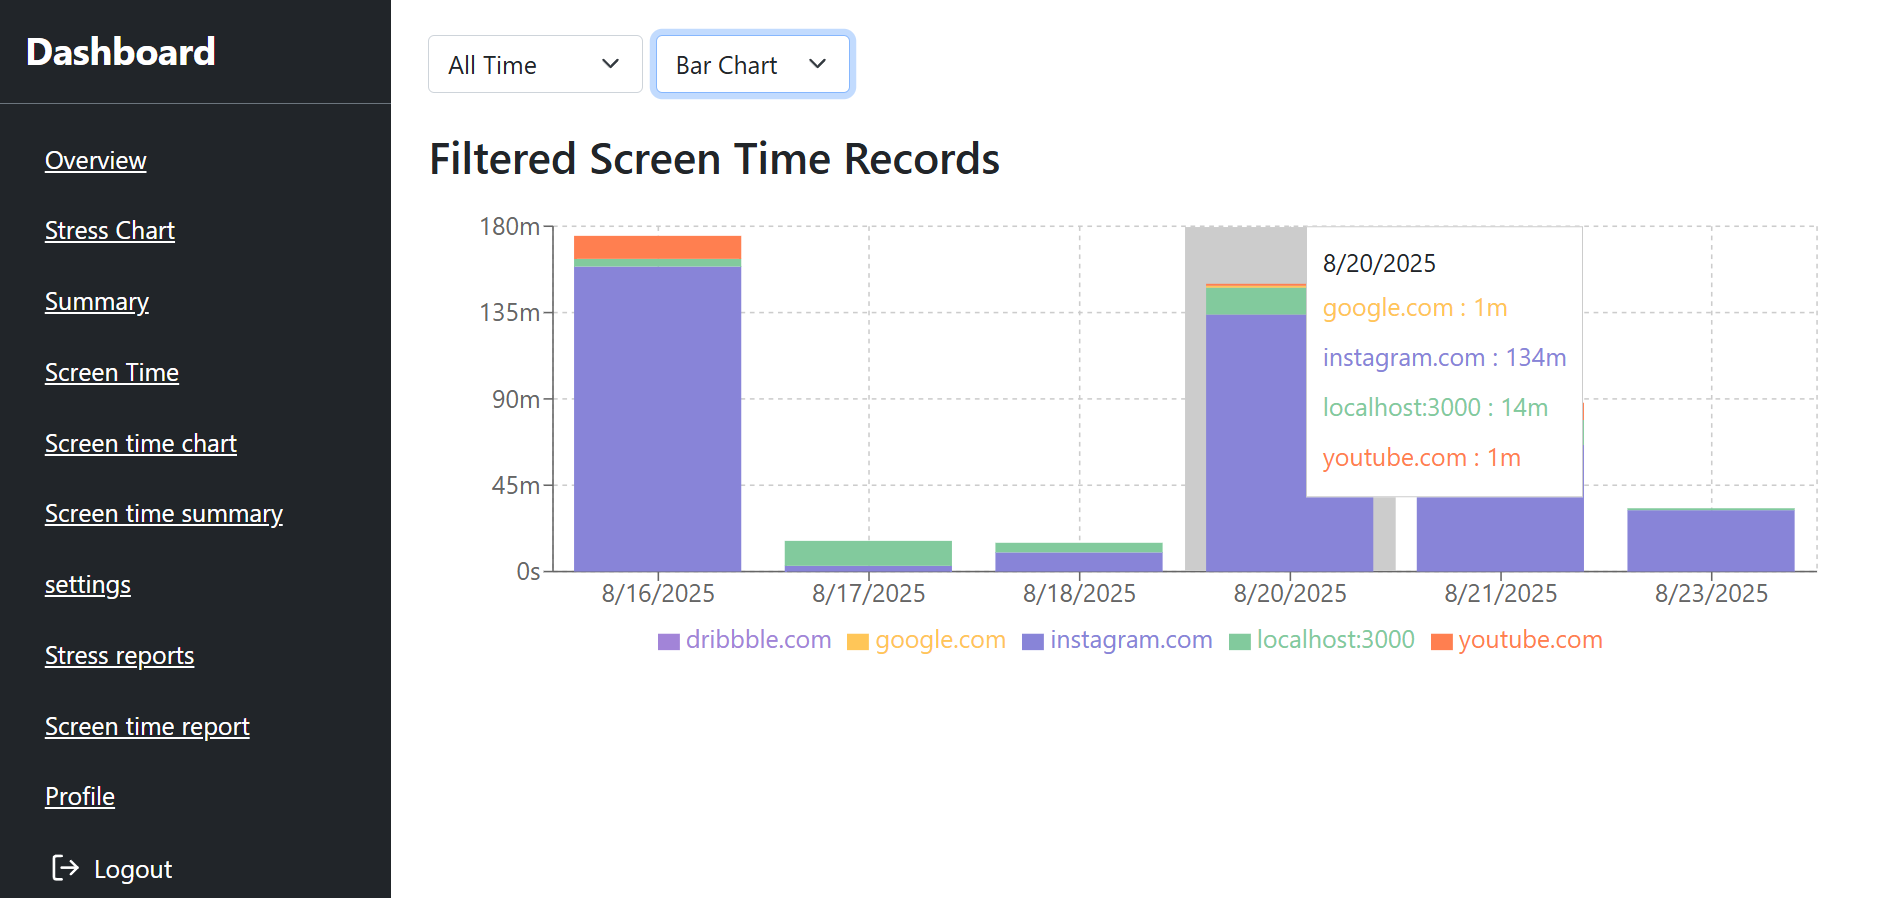 Dashboard
Overview
Stress Chart
Summary
Screen Time
Screen time chart
Screen time summary
settings
Stress reports
Screen time report
Profile
Logout
All Time
Bar Chart
Filtered Screen Time Records
180m
135m
90m
45m
0s
8/20/2025
google.com : 1m
instagram.com : 134m
localhost:3000 : 14m
youtube.com : 1m
8/16/2025 8/17/2025 8/18/2025 8/20/2025 8/21/2025 8/23/2025
dribbble.com google.com instagram.com localhost:3000 youtube.com